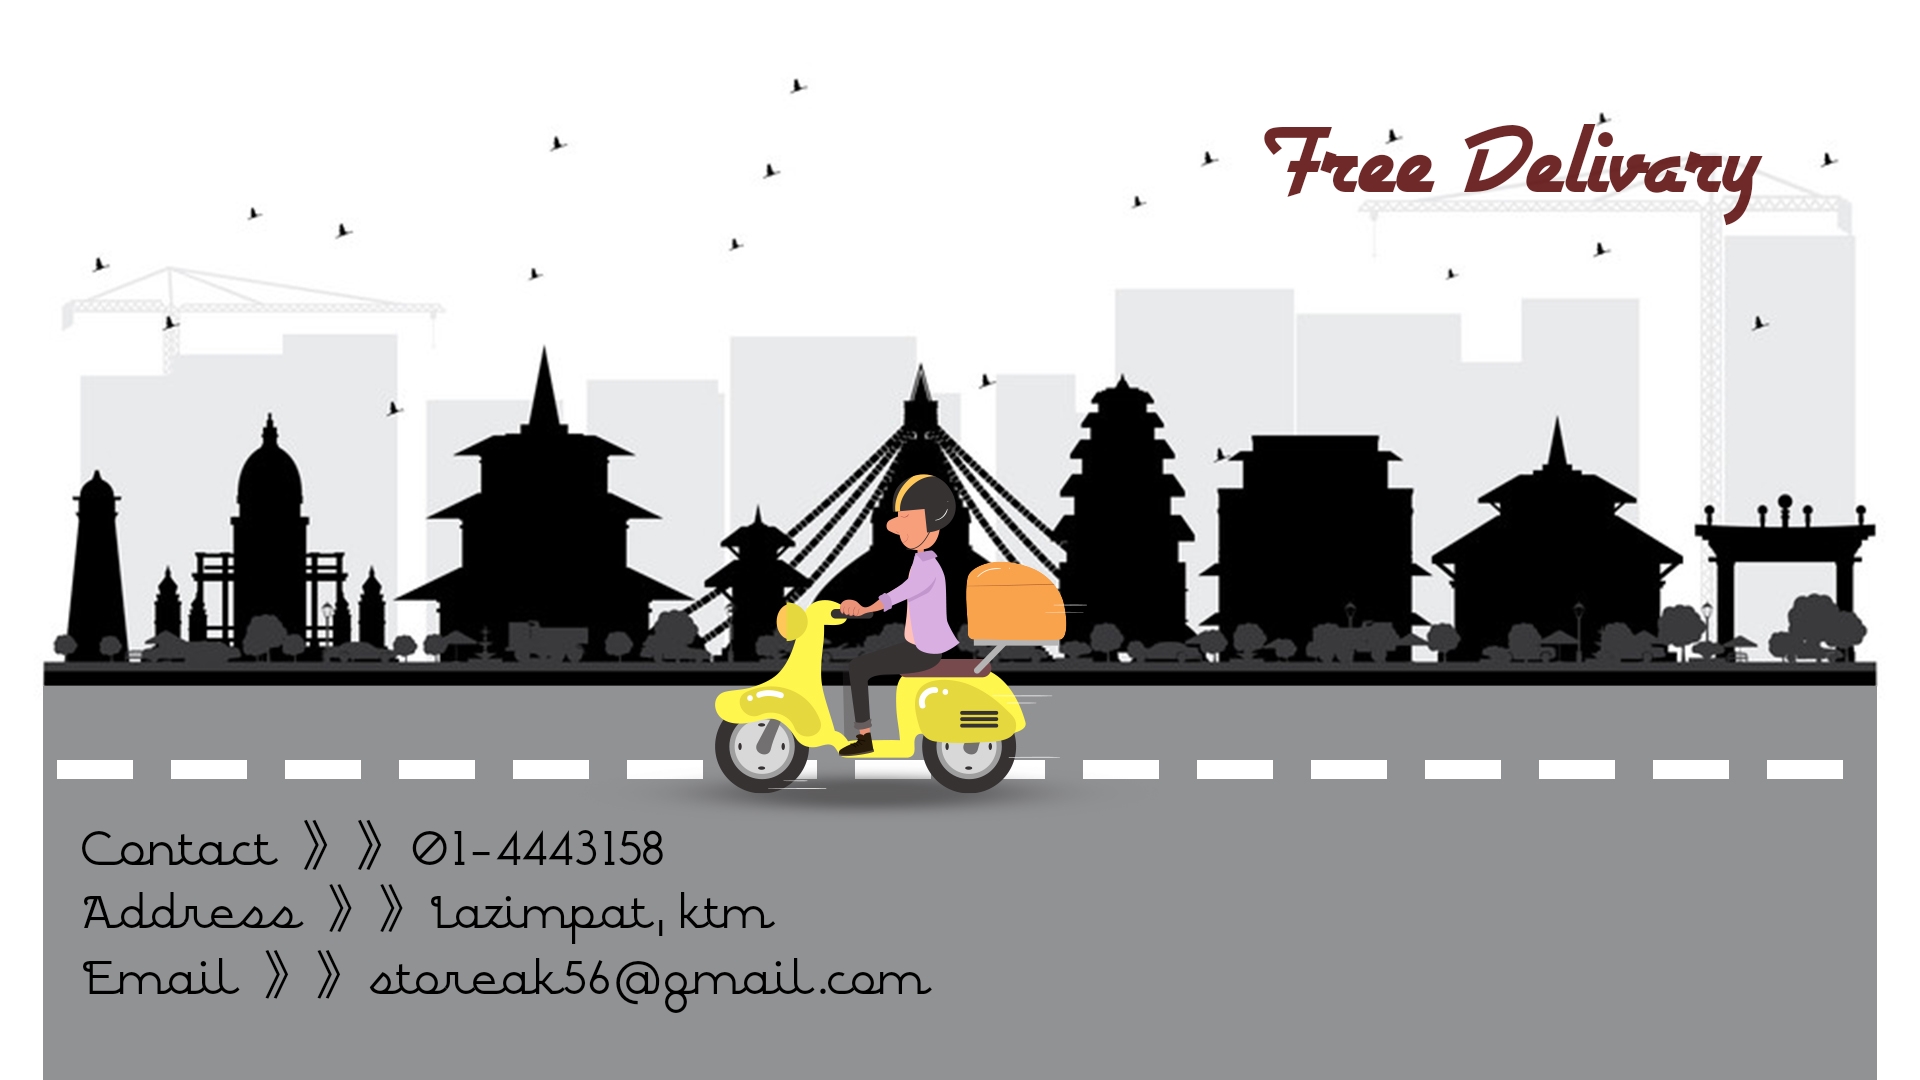 Free Delivary
Contact 》 》 01-4443158
Address 》 》 Lazimpat, ktm
Email 》 》 storeak56@gmail.com